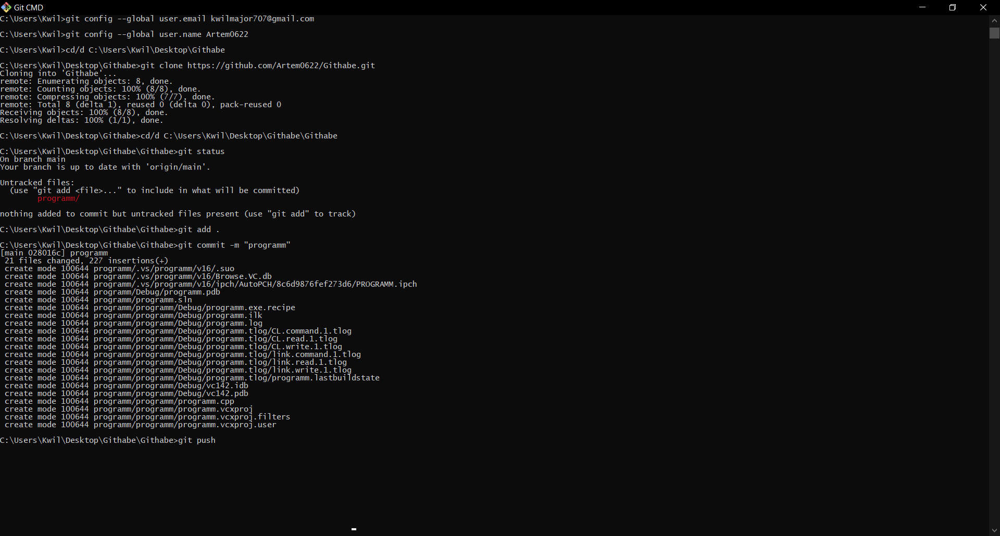 Git CMD
C:\Users\Kwil>git config --global user.email kwilmajor707@gmail.com
C:\Users\Kwil>git config --global user.name Artem0622
C:\Users\Kwil>cd/d C:\Users\Kwil\Desktop\Githabe
C:\Users\Kwil\Desktop\Githabe>git clone https://github.com/Artem0622/Githabe.git
Cloning into 'Githabe'...
remote: Enumerating objects: 8, done.
remote: Counting objects: 100% (8/8), done.
remote: Compressing objects: 100% (7/7), done.
remote: Total 8 (delta 1), reused 0 (delta 0), pack-reused 0
Receiving objects: 100% (8/8), done.
Resolving deltas: 100% (1/1), done.
C:\Users\Kwil\Desktop\Githabe>cd/d C:\Users\Kwil\Desktop\Githabe\Githabe
C:\Users\Kwil\Desktop\Githabe\Githabe>git status
On branch main
Your branch is up to date with 'origin/main'.
Untracked files:
  (use "git add <file>..." to include in what will be committed)
        programm/
nothing added to commit but untracked files present (use "git add" to track)
C:\Users\Kwil\Desktop\Githabe\Githabe>git add .
C:\Users\Kwil\Desktop\Githabe\Githabe>git commit -m "programm"
[main 028016c] programm
 21 files changed, 227 insertions(+)
 create mode 100644 programm/.vs/programm/v16/.suo
 create mode 100644 programm/.vs/programm/v16/Browse.VC.db
 create mode 100644 programm/.vs/programm/v16/ipch/AutoPCH/8c6d9876fef273d6/PROGRAMM.ipch
 create mode 100644 programm/Debug/programm.pdb
 create mode 100644 programm/programm.sln
 create mode 100644 programm/programm/Debug/programm.exe.recipe
 create mode 100644 programm/programm/Debug/programm.ilk
 create mode 100644 programm/programm/Debug/programm.log
 create mode 100644 programm/programm/Debug/programm.tlog/CL.command.1.tlog
 create mode 100644 programm/programm/Debug/programm.tlog/CL.read.1.tlog
 create mode 100644 programm/programm/Debug/programm.tlog/CL.write.1.tlog
 create mode 100644 programm/programm/Debug/programm.tlog/link.command.1.tlog
 create mode 100644 programm/programm/Debug/programm.tlog/link.read.1.tlog
 create mode 100644 programm/programm/Debug/programm.tlog/link.write.1.tlog
 create mode 100644 programm/programm/Debug/programm.tlog/programm.lastbuildstate
 create mode 100644 programm/programm/Debug/vc142.idb
 create mode 100644 programm/programm/Debug/vc142.pdb
 create mode 100644 programm/programm/programm.cpp
 create mode 100644 programm/programm/programm.vcxproj
 create mode 100644 programm/programm/programm.vcxproj.filters
 create mode 100644 programm/programm/programm.vcxproj.user
C:\Users\Kwil\Desktop\Githabe\Githabe>git push